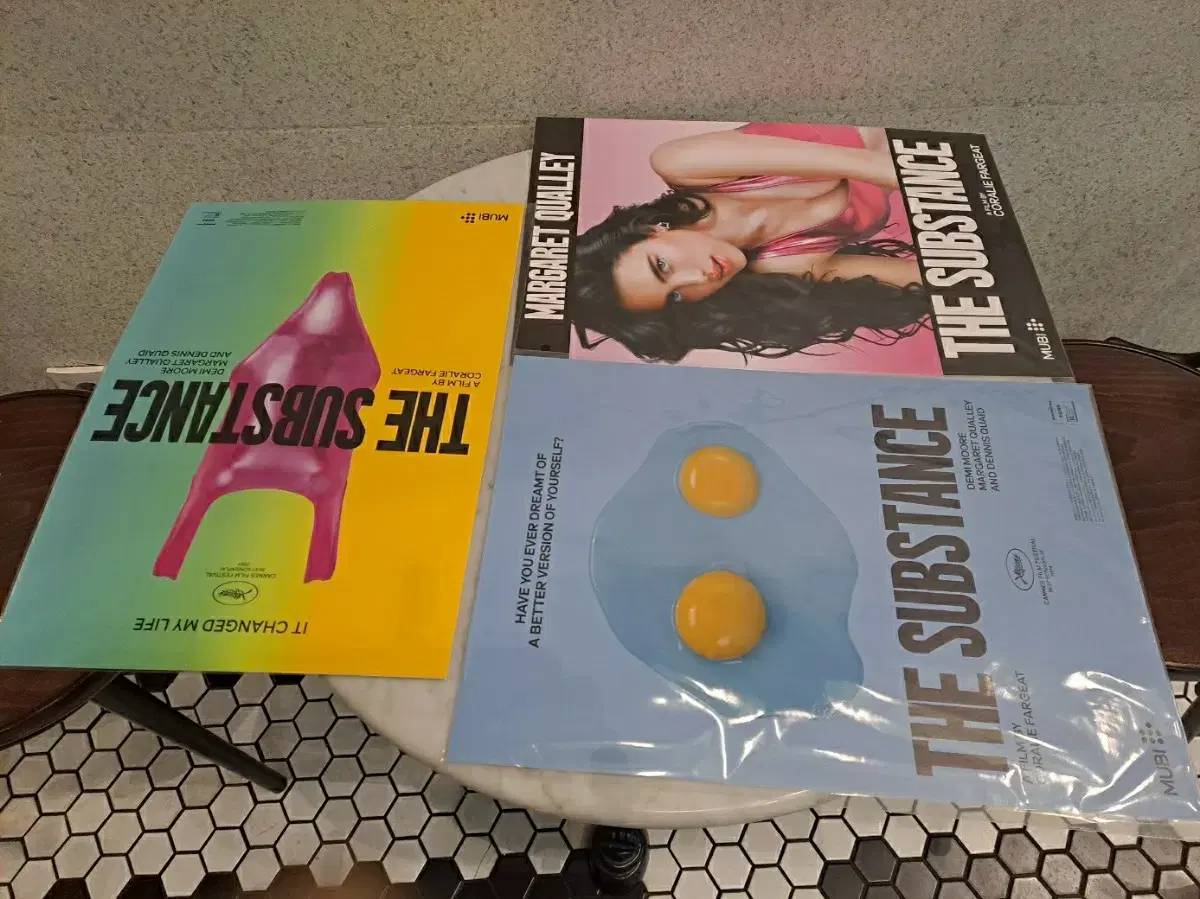 IT CHANGED MY LIFE
CANNES FILM FESTIVAL
BEST SCREENPLAY
THE SUBSTANCE
A FILM BY
CORALIE FARGEAT
DEMI MOORE
MARGARET QUALLEY
AND DENNIS QUAID
MUBI
MARGARET QUALLEY
THE SUBSTANCE
A FILM BY
CORALIE FARGEAT
MUBI
HAVE YOU EVER DREAMT OF
A BETTER VERSION OF YOURSELF?
THE SUBSTANCE
A FILM BY
CORALIE FARGEAT
CANNES FILM FESTIVAL
DEMI MOORE
MARGARET QUALLEY
AND DENNIS QUAID
MUBI